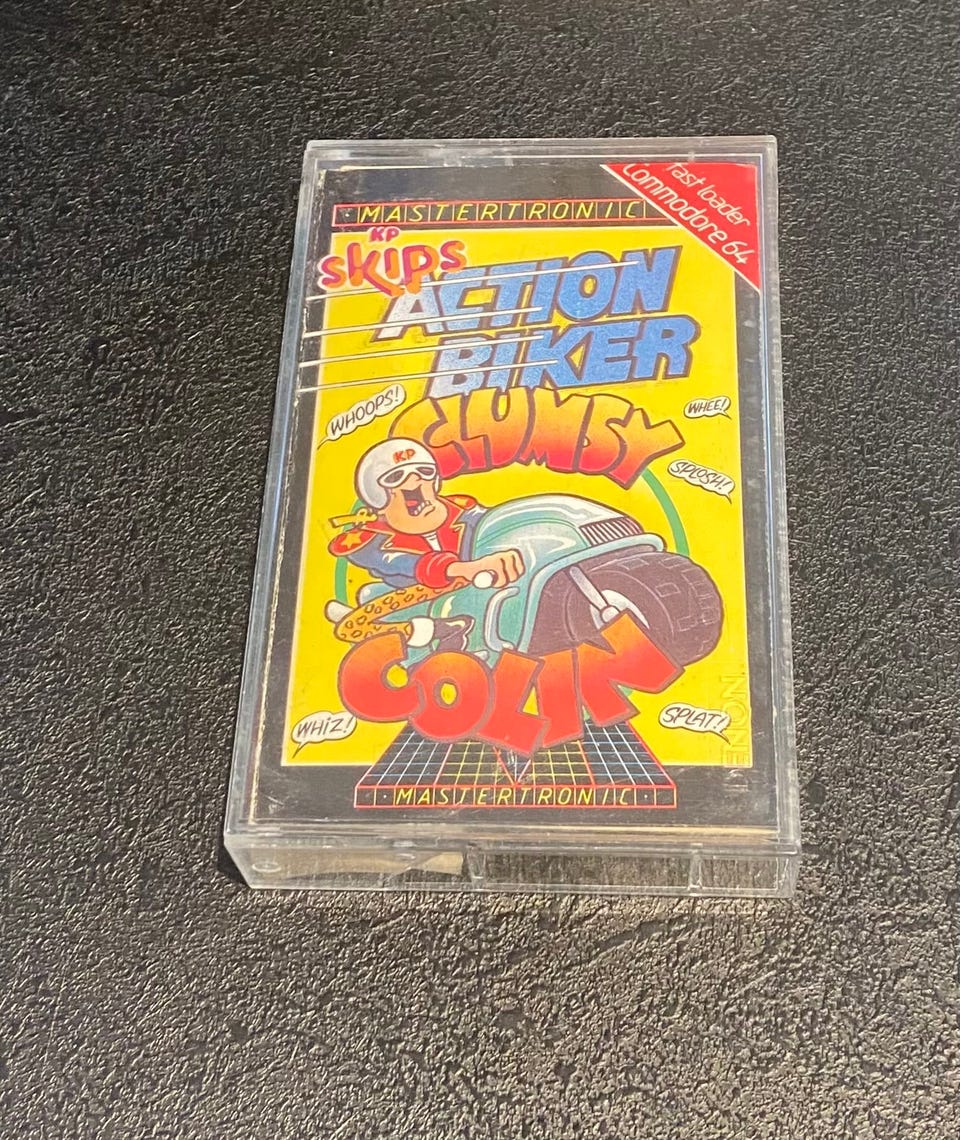 fast loader
Commodore 64
MASTERTRONIC
KP
skips
ACTION
BIKER
WHOOPS!
CLUMSY
WHEE!
KP
SPLOSH!
COLIN
WHIZ!
SPLAT!
MASTERTRONIC